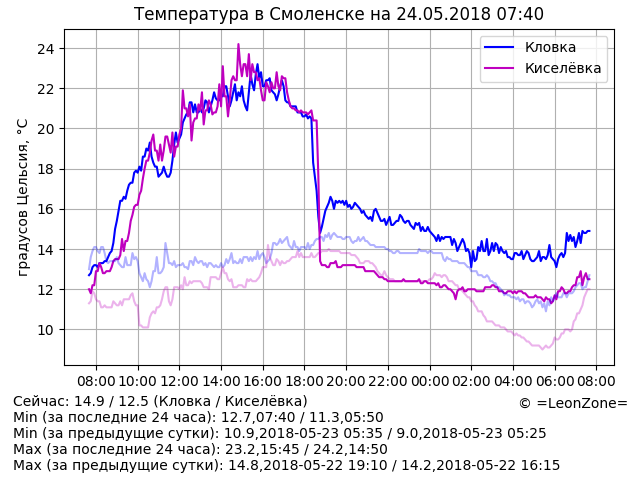 Температура в Смоленске на 24.05.2018 07:40
Кловка
Киселёвка
градусов Цельсия, °C
24
22
20
18
16
14
12
10
08:00 10:00 12:00 14:00 16:00 18:00 20:00 22:00 00:00 02:00 04:00 06:00 08:00
Сейчас: 14.9 / 12.5 (Кловка / Киселёвка)
© =LeonZone=
Min (за последние 24 часа): 12.7,07:40 / 11.3,05:50
Min (за предыдущие сутки): 10.9,2018-05-23 05:35 / 9.0,2018-05-23 05:25
Max (за последние 24 часа): 23.2,15:45 / 24.2,14:50
Max (за предыдущие сутки): 14.8,2018-05-22 19:10 / 14.2,2018-05-22 16:15